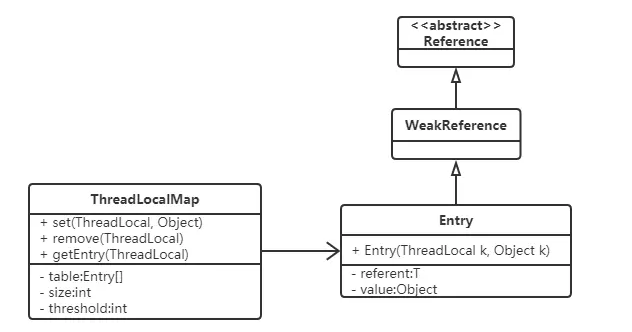 <<abstract>>
Reference
WeakReference
ThreadLocalMap
+ set(ThreadLocal, Object)
+ remove(ThreadLocal)
+ getEntry(ThreadLocal)
- table:Entry[]
- size:int
- threshold:int
Entry
+ Entry(ThreadLocal k, Object k)
- referent:T
- value:Object